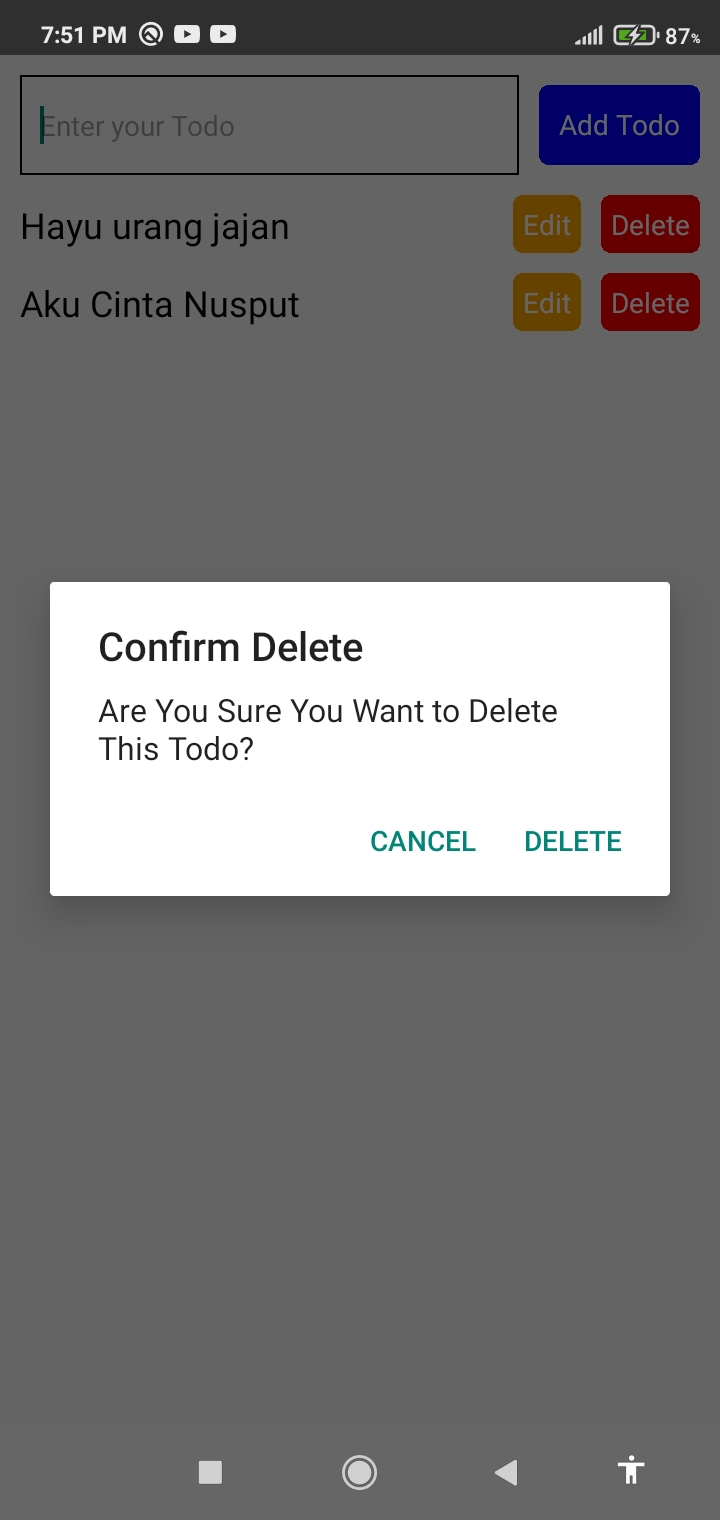 7:51 PM 87%
Enter your Todo Add Todo
Hayu urang jajan Edit Delete
Aku Cinta Nusput Edit Delete
Confirm Delete
Are You Sure You Want to Delete
This Todo?
CANCEL DELETE